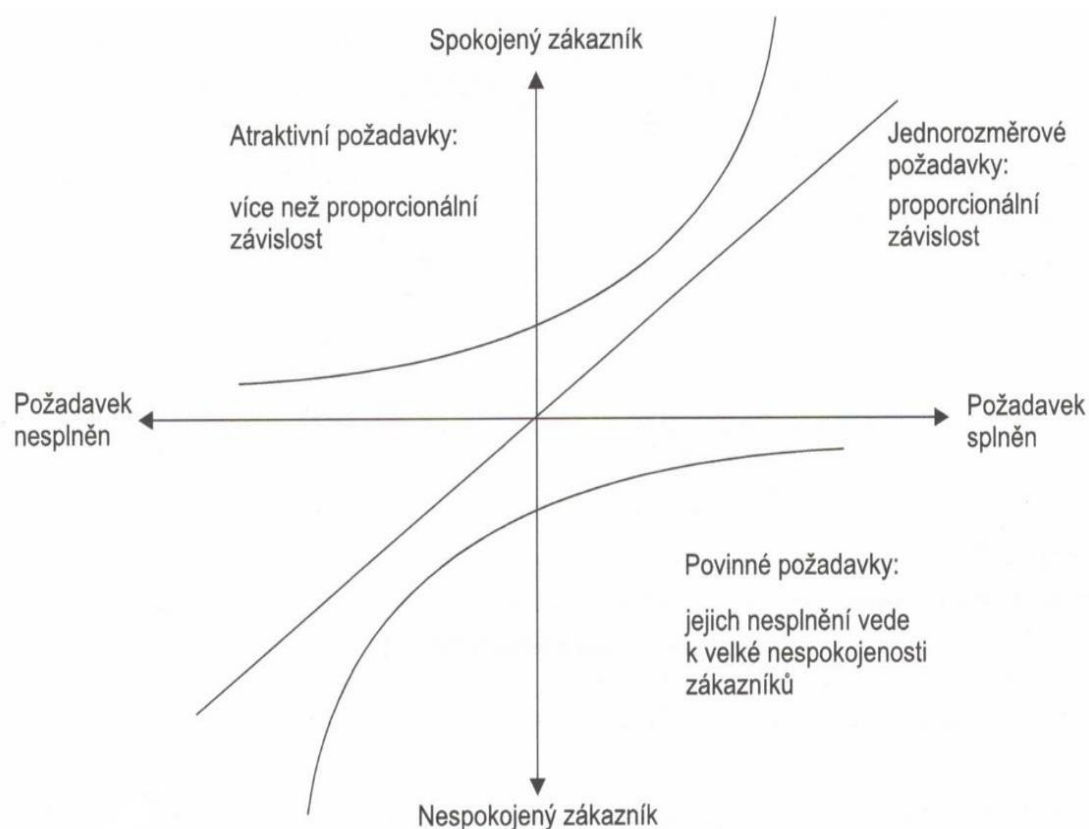 Spokojený zákazník
Atraktivní požadavky:
více než proporcionální
závislost
Jednorozměrové
požadavky:
proporcionální
závislost
Požadavek
nesplněn
Požadavek
splněn
Povinné požadavky:
jejich nesplnění vede
k velké nespokojenosti
zákazníků
Nespokojený zákazník